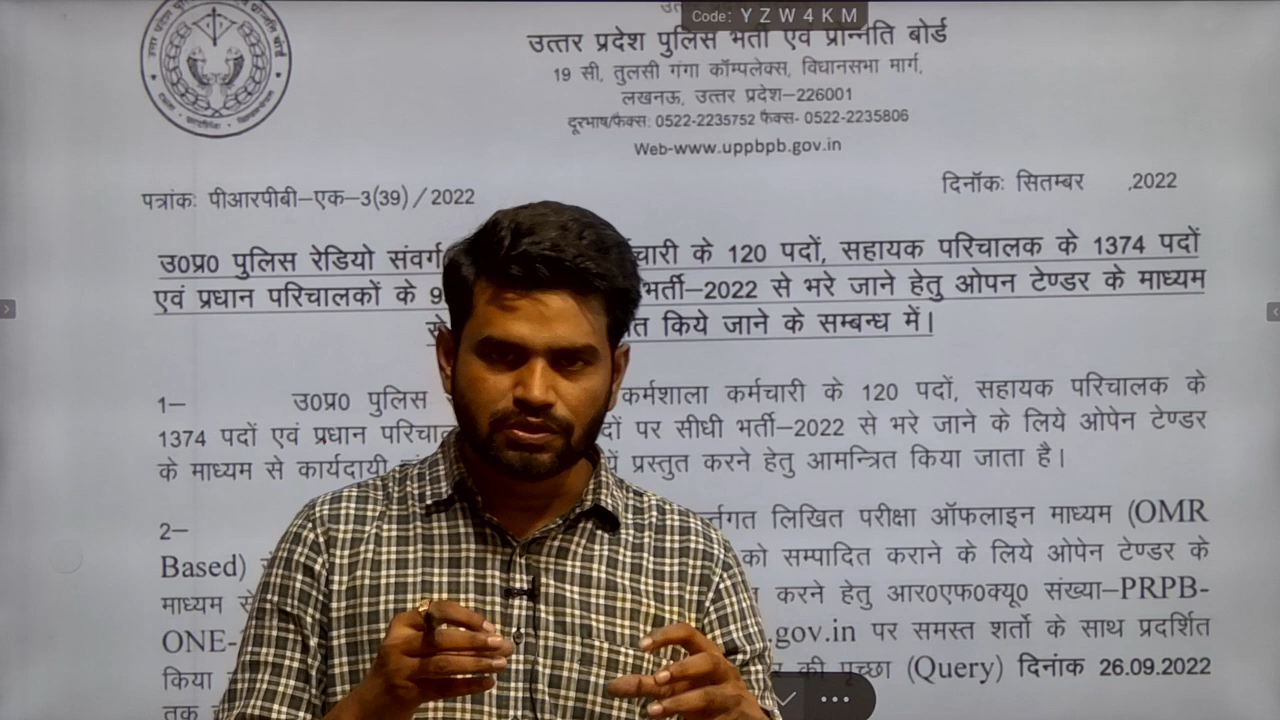 Code: Y Z W 4 K M
उत्तर प्रदेश पुलिस भर्ती एवं प्रोन्नति बोर्ड
19 सी, तुलसी गंगा कॉम्पलेक्स, विधानसभा मार्ग,
लखनऊ, उत्तर प्रदेश–226001
दूरभाष/फैक्सः 0522-2235752 फैक्स- 0522-2235806
Web-www.uppbpb.gov.in
पत्रांकः पीआरपीबी–एक–3(39)/2022 दिनॉकः सितम्बर ,2022
उ0प्र0 पुलिस रेडियो संवर्ग चारी के 120 पदों, सहायक परिचालक के 1374 पदों
एवं प्रधान परिचालकों के 9 भर्ती–2022 से भरे जाने हेतु ओपन टेण्डर के माध्यम
से किये जाने के सम्बन्ध में।
1– उ0प्र0 पुलिस कर्मशाला कर्मचारी के 120 पदों, सहायक परिचालक के
1374 पदों एवं प्रधान पर सीधी भर्ती–2022 से भरे जाने के लिये ओपेन टेण्डर
के माध्यम से कार्यदायी प्रस्तुत करने हेतु आमन्त्रित किया जाता है।
2– र्गत लिखित परीक्षा ऑफलाइन माध्यम (OMR
Based) को सम्पादित कराने के लिये ओपेन टेण्डर के
माध्यम से करने हेतु आर0एफ0क्यू0 संख्या–PRPB-
ONE- .gov.in पर समस्त शर्तो के साथ प्रदर्शित
किया की पृच्छा (Query) दिनांक 26.09.2022
तक